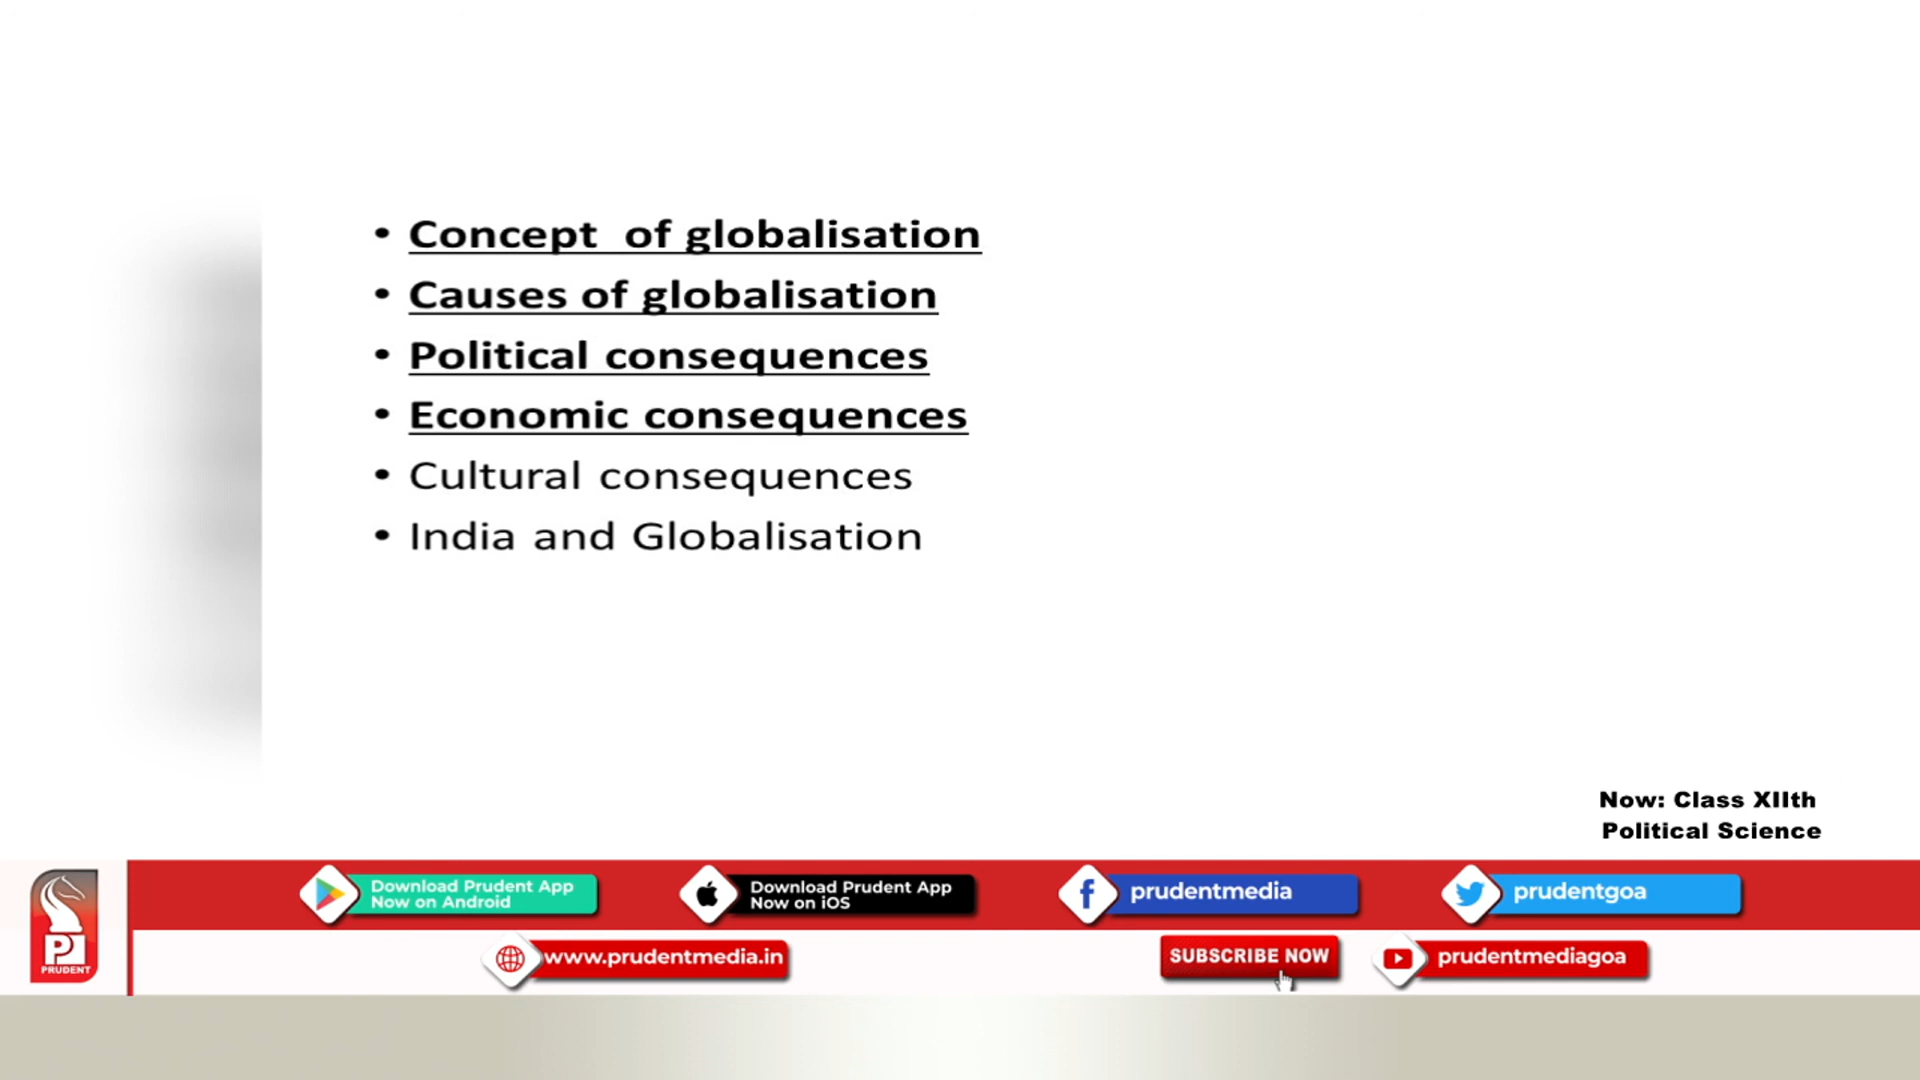 • Concept of globalisation
• Causes of globalisation
• Political consequences
• Economic consequences
• Cultural consequences
• India and Globalisation
Now: Class XIIth
Political Science
Download Prudent App
Now on Android
Download Prudent App
Now on iOS
prudentmedia
prudentgoa
PRUDENT
www.prudentmedia.in
SUBSCRIBE NOW
prudentmediagoa